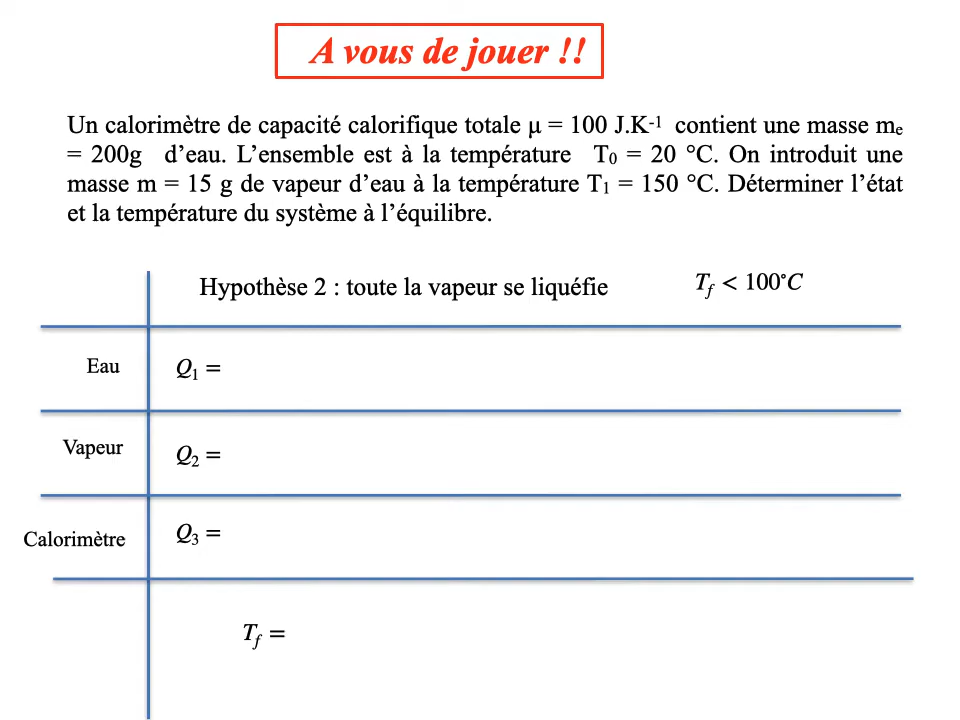 A vous de jouer !!
Un calorimètre de capacité calorifique totale μ = 100 J.K⁻¹ contient une masse mₑ
= 200g d’eau. L’ensemble est à la température T₀ = 20 °C. On introduit une
masse m = 15 g de vapeur d’eau à la température T₁ = 150 °C. Déterminer l’état
et la température du système à l’équilibre.
Hypothèse 2 : toute la vapeur se liquéfie T_f < 100°C
Eau Q₁ =
Vapeur Q₂ =
Calorimètre Q₃ =
T_f =